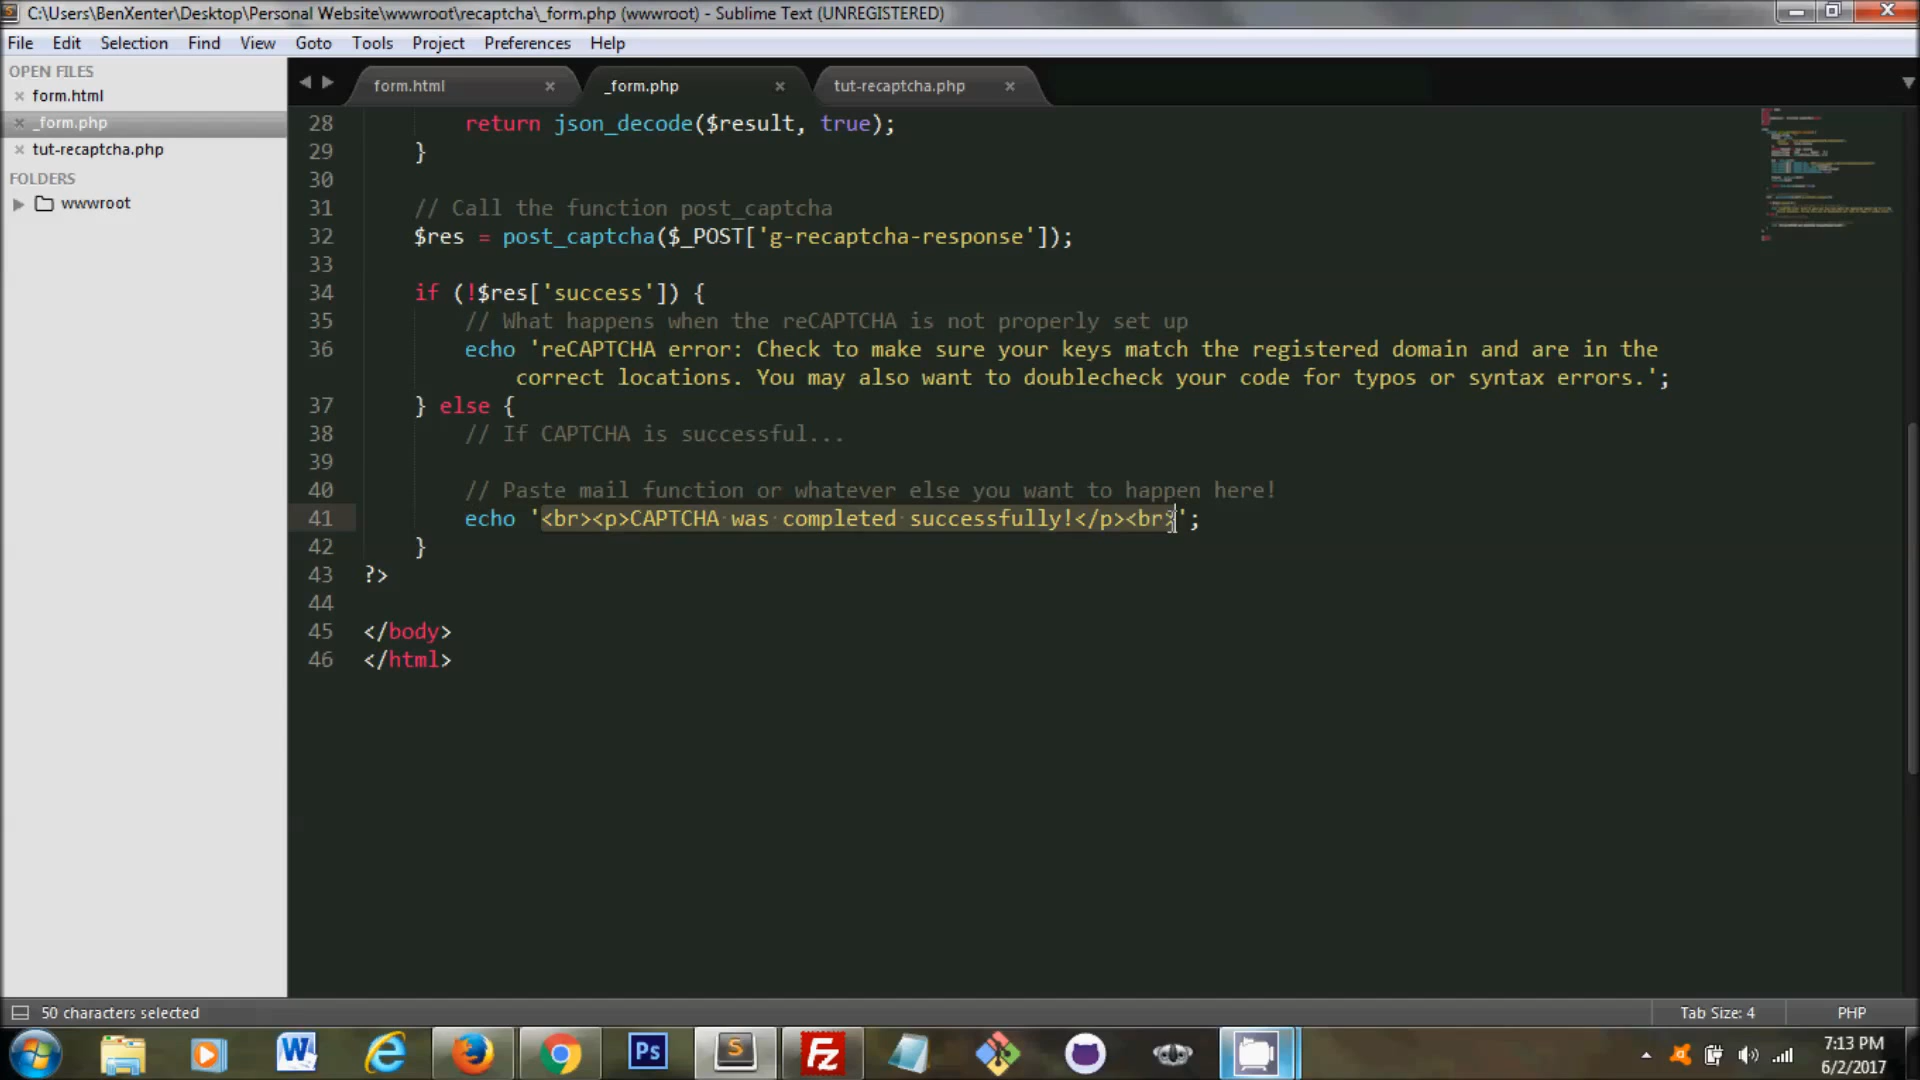 C:\Users\BenXenter\Desktop\Personal Website\wwwroot\recaptcha\_form.php (wwwroot) - Sublime Text (UNREGISTERED)
File Edit Selection Find View Goto Tools Project Preferences Help
OPEN FILES
form.html
_form.php
tut-recaptcha.php
FOLDERS
wwwroot
form.html _form.php tut-recaptcha.php
28 return json_decode($result, true);
29 }
30
31 // Call the function post_captcha
32 $res = post_captcha($_POST['g-recaptcha-response']);
33
34 if (!$res['success']) {
35 // What happens when the reCAPTCHA is not properly set up
36 echo 'reCAPTCHA error: Check to make sure your keys match the registered domain and are in the
correct locations. You may also want to doublecheck your code for typos or syntax errors.';
37 } else {
38 // If CAPTCHA is successful...
39
40 // Paste mail function or whatever else you want to happen here!
41 echo '<br><p>CAPTCHA was completed successfully!</p><br>';
42 }
43 ?>
44
45 </body>
46 </html>
50 characters selected
Tab Size: 4 PHP
W
Ps
S
Fz
7:13 PM
6/2/2017